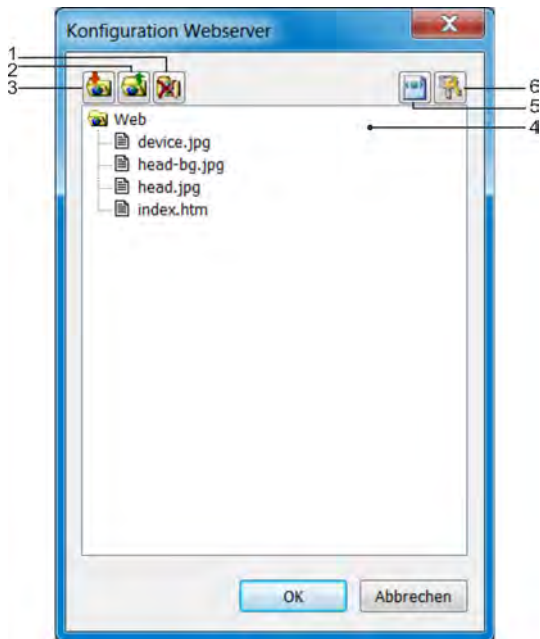 Konfiguration Webserver
1
2
3
6
5
4
Web
device.jpg
head-bg.jpg
head.jpg
index.htm
OK
Abbrechen